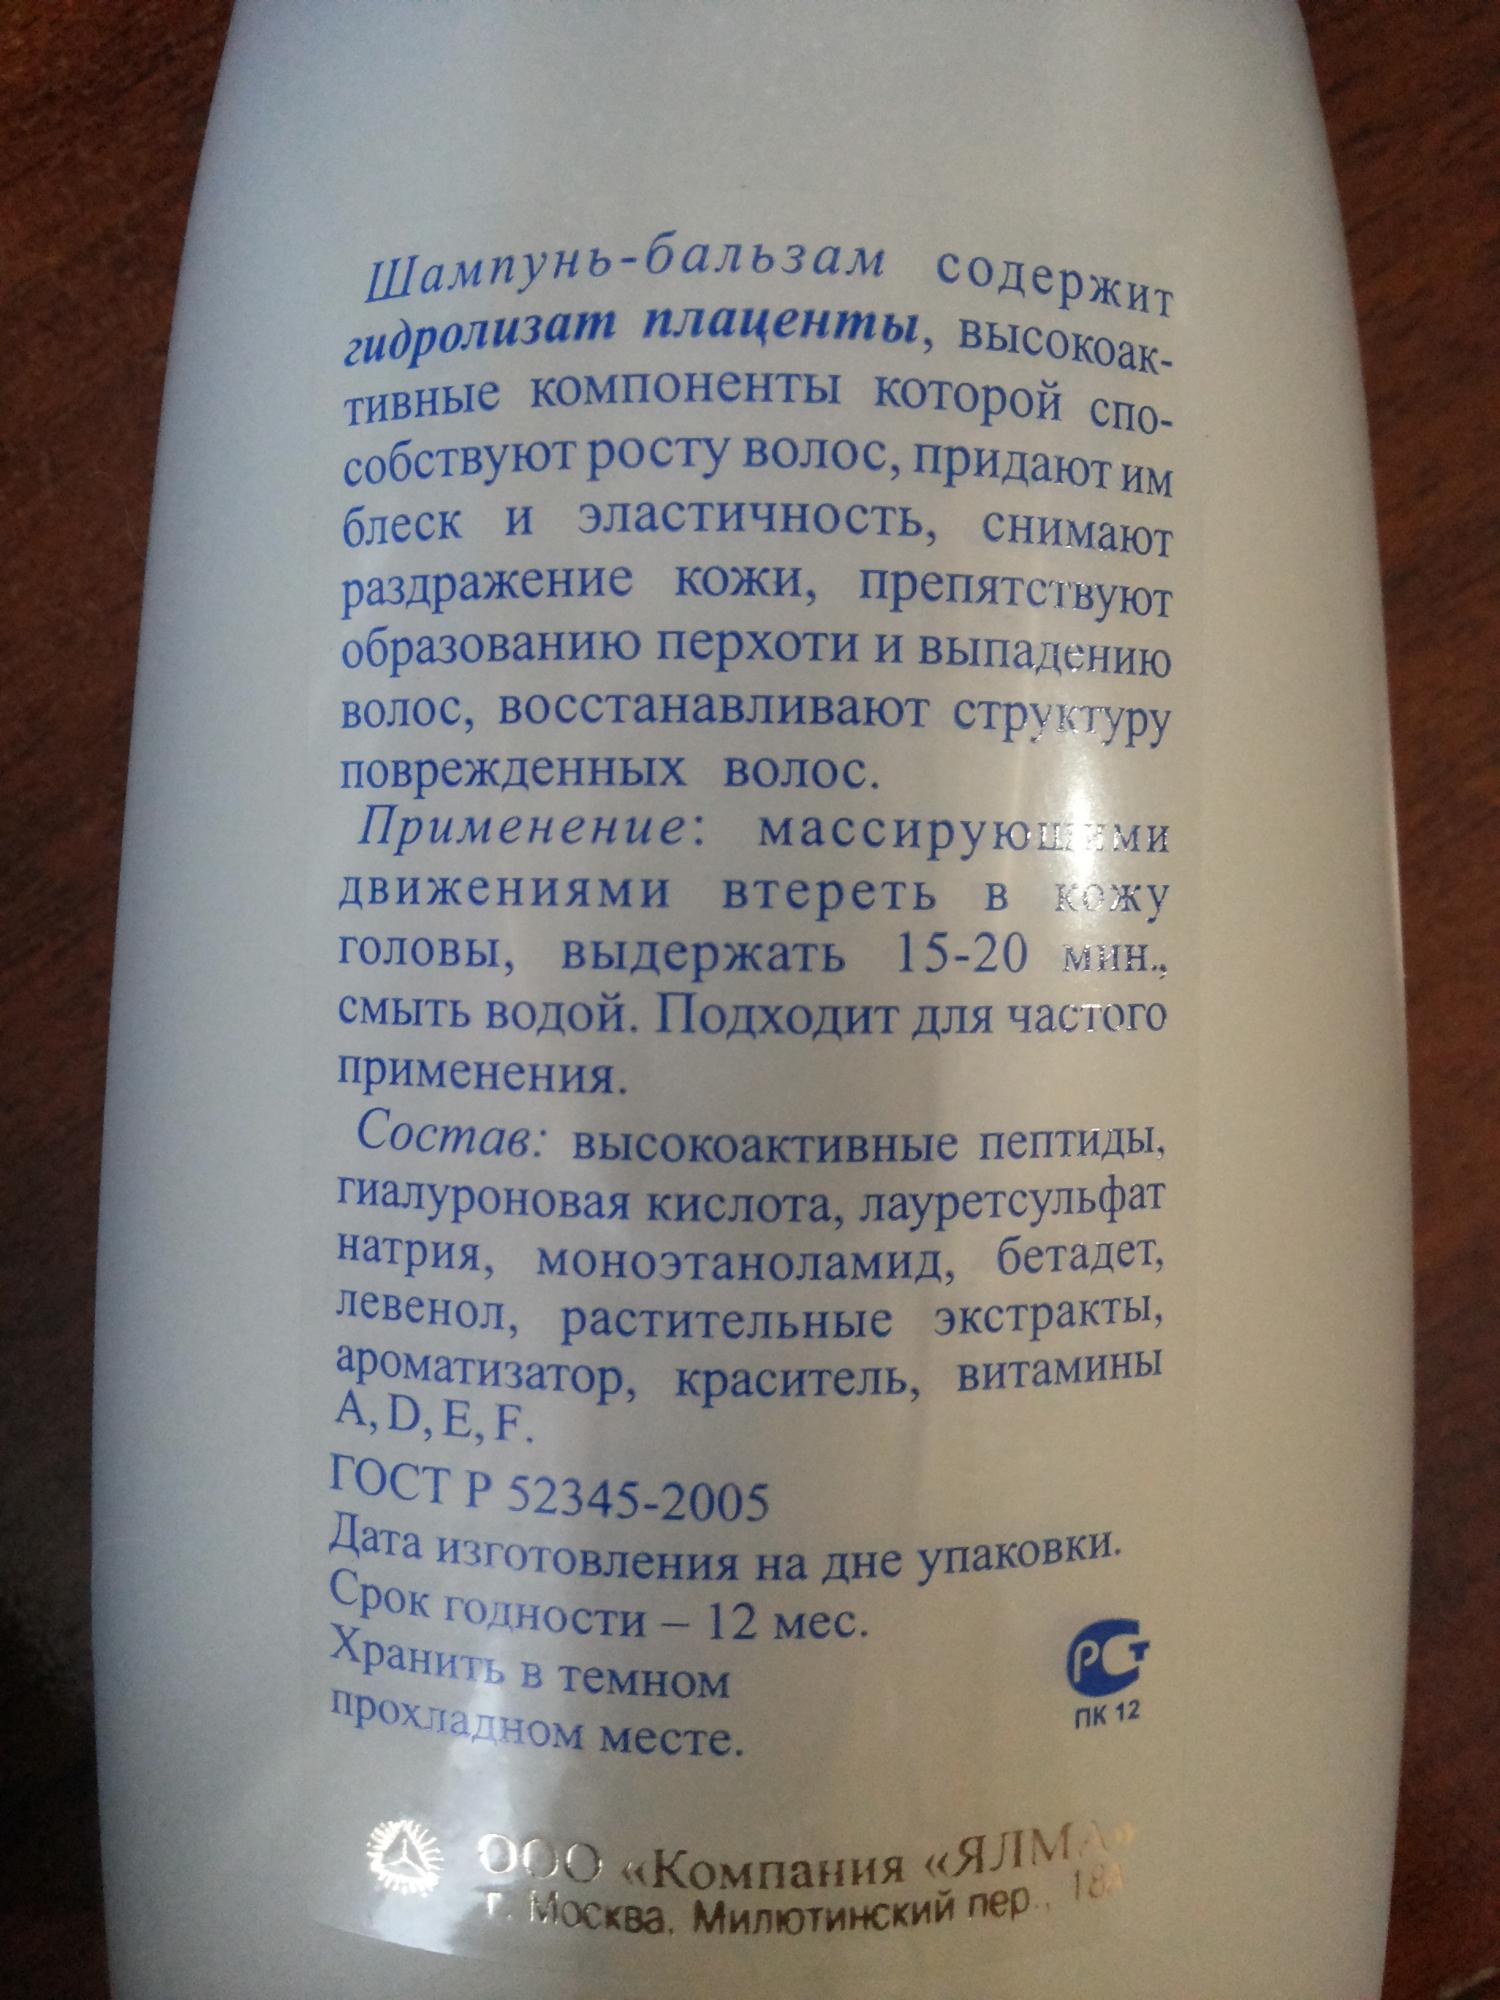 Шампунь-бальзам содержит
гидролизат плаценты, высокоак-
тивные компоненты которой спо-
собствуют росту волос, придают им
блеск и эластичность, снимают
раздражение кожи, препятствуют
образованию перхоти и выпадению
волос, восстанавливают структуру
поврежденных волос.
Применение: массирующими
движениями втереть в кожу
головы, выдержать 15-20 мин.,
смыть водой. Подходит для частого
применения.
Состав: высокоактивные пептиды,
гиалуроновая кислота, лауретсульфат
натрия, моноэтаноламид, бетадет,
левенол, растительные экстракты,
ароматизатор, краситель, витамины
A, D, E, F.
ГОСТ Р 52345-2005
Дата изготовления на дне упаковки.
Срок годности – 12 мес.
Хранить в темном
прохладном месте.
РСТ
ПК 12
ООО «Компания «ЯЛМА»
г. Москва, Милютинский пер.,